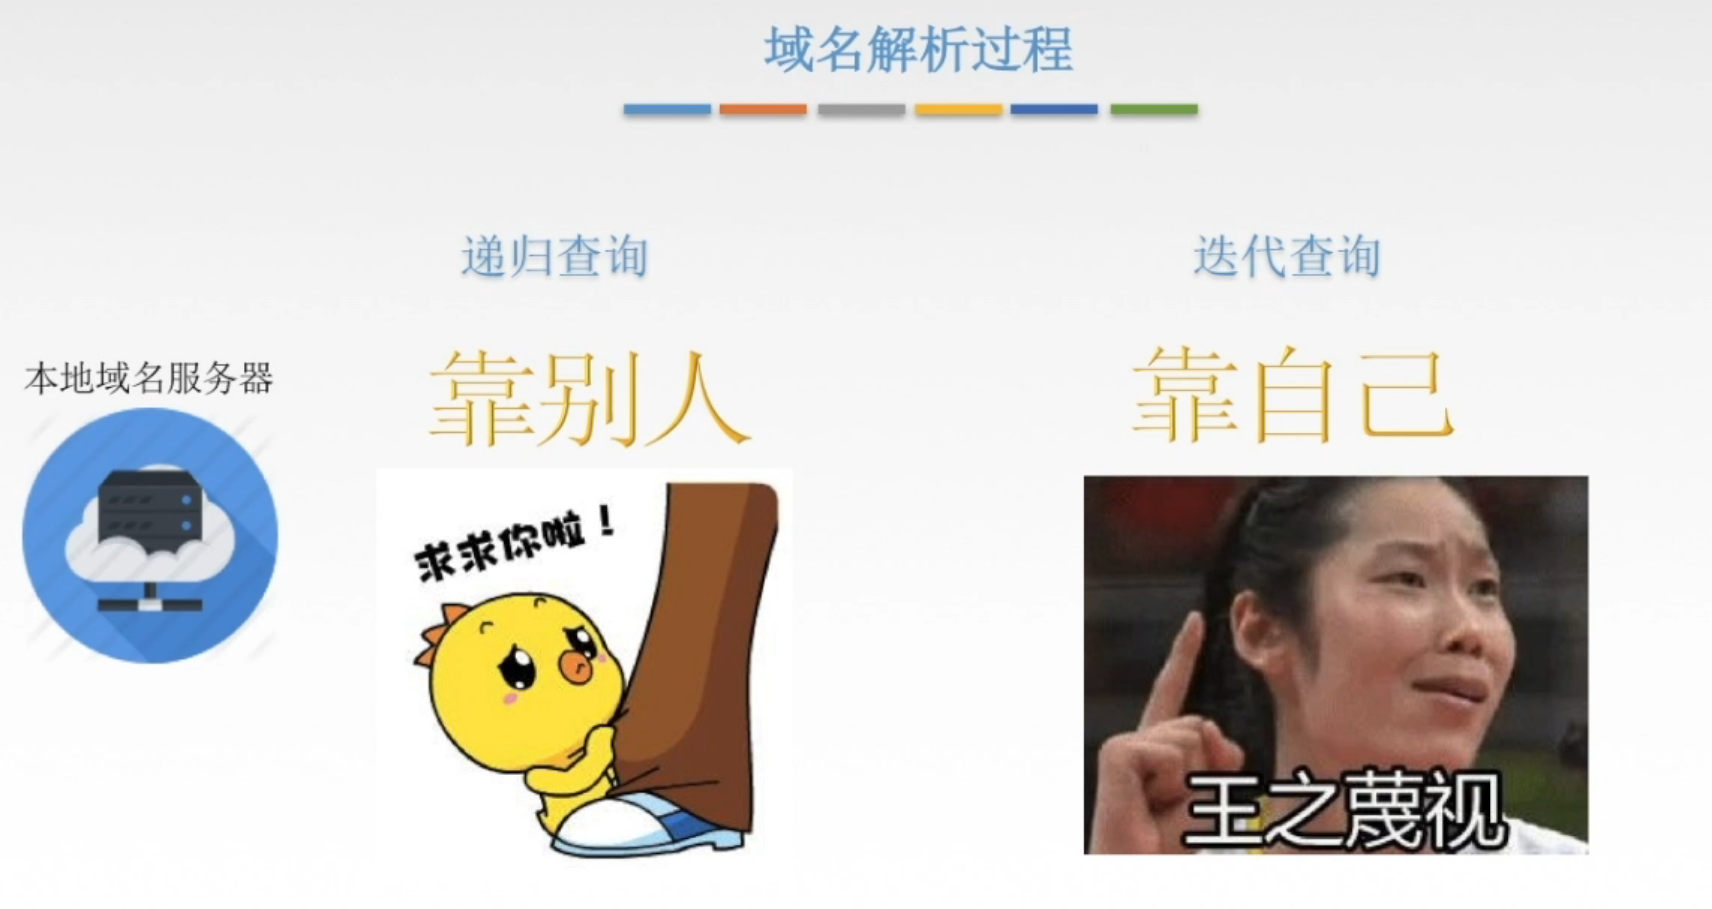 域名解析过程
递归查询
迭代查询
本地域名服务器
靠别人
靠自己
求求你啦！
王之蔑视